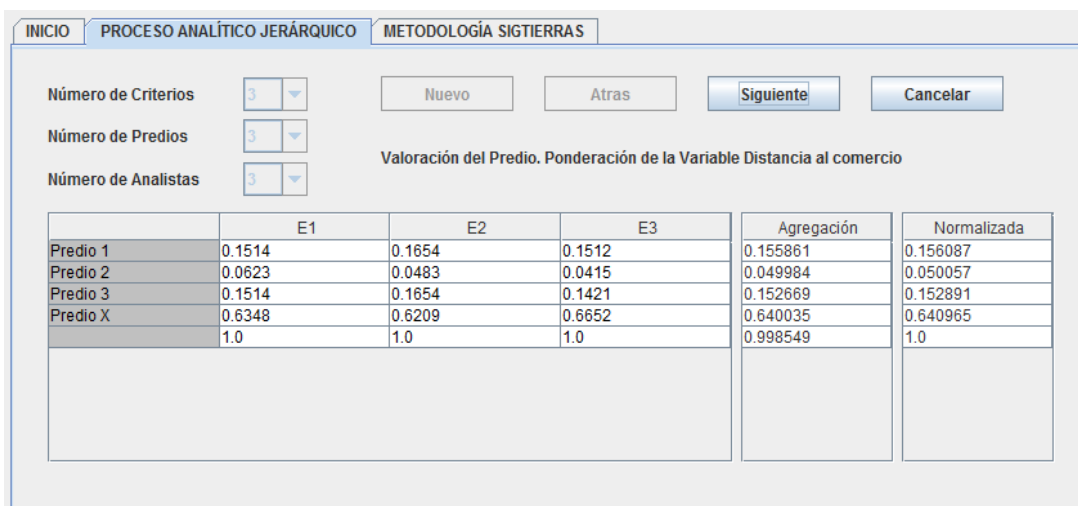 INICIO PROCESO ANALÍTICO JERÁRQUICO METODOLOGÍA SIGTIERRAS
Número de Criterios 3 Nuevo Atras Siguiente Cancelar
Número de Predios 3
Valoración del Predio. Ponderación de la Variable Distancia al comercio
Número de Analistas 3
E1 E2 E3 Agregación Normalizada
Predio 1 0.1514 0.1654 0.1512 0.155861 0.156087
Predio 2 0.0623 0.0483 0.0415 0.049984 0.050057
Predio 3 0.1514 0.1654 0.1421 0.152669 0.152891
Predio X 0.6348 0.6209 0.6652 0.640035 0.640965
1.0 1.0 1.0 0.998549 1.0